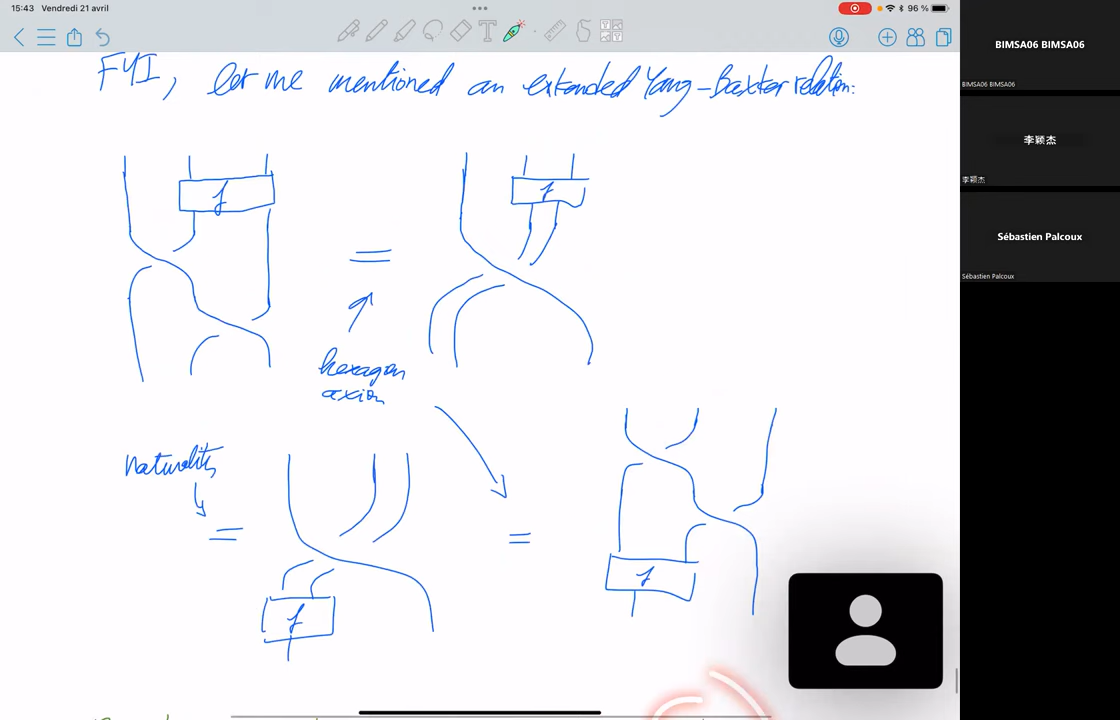 15:43 Vendredi 21 avril
96 %
FYI, let me mentioned an extended Yang-Baxter relation:
f
f
=
hexagon
axion
naturality
=
=
f
f
BIMSA06 BIMSA06
BIMSA06 BIMSA06
李颖杰
李颖杰
Sébastien Palcoux
Sébastien Palcoux